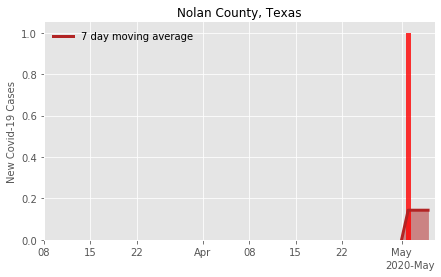 Nolan County, Texas
7 day moving average
New Covid-19 Cases
1.0
0.8
0.6
0.4
0.2
0.0
08 15 22 Apr 08 15 22 May
2020-May